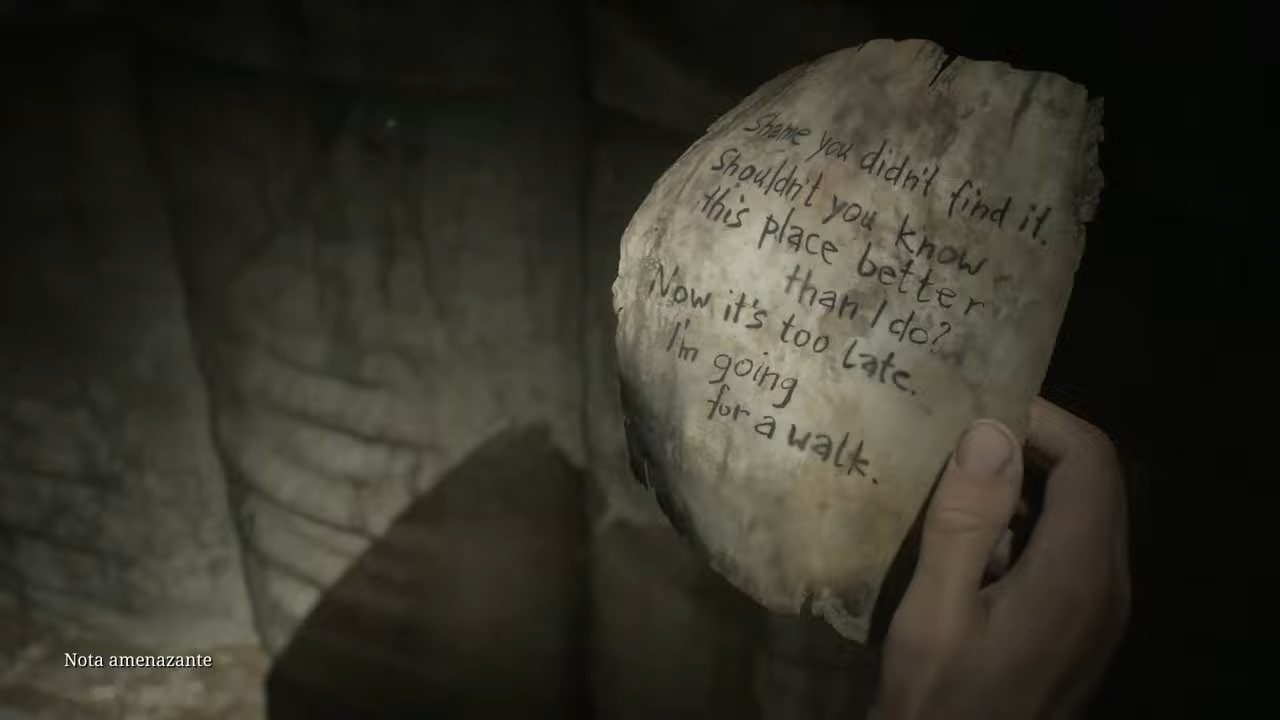 Shame you didn't find it.
Shouldn't you know
this place better
than I do?
Now it's too late.
I'm going
for a walk.
Nota amenazante